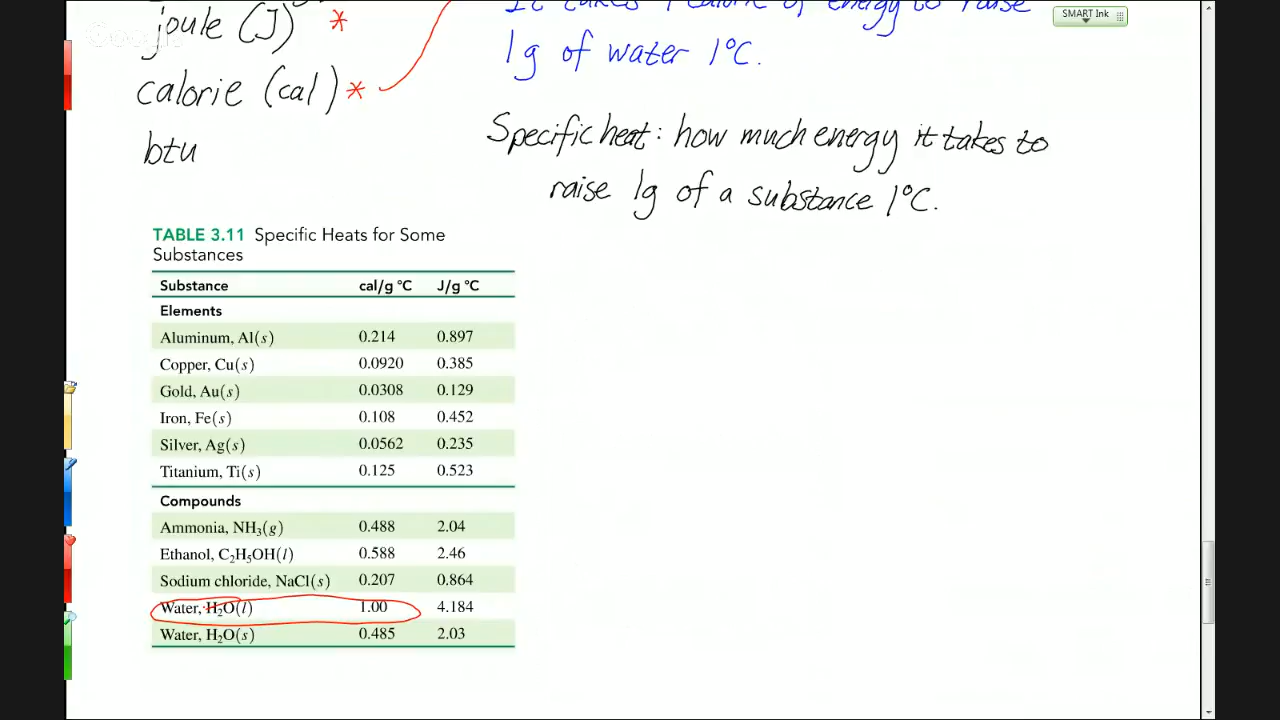 It takes 1 calorie of energy to raise
joule (J) *
1g of water 1°C.
calorie (cal) *
btu
Specific heat: how much energy it takes to
raise 1g of a substance 1°C.
SMART Ink
Google
TABLE 3.11 Specific Heats for Some
Substances
Substance cal/g °C J/g °C
Elements
Aluminum, Al(s) 0.214 0.897
Copper, Cu(s) 0.0920 0.385
Gold, Au(s) 0.0308 0.129
Iron, Fe(s) 0.108 0.452
Silver, Ag(s) 0.0562 0.235
Titanium, Ti(s) 0.125 0.523
Compounds
Ammonia, NH₃(g) 0.488 2.04
Ethanol, C₂H₅OH(l) 0.588 2.46
Sodium chloride, NaCl(s) 0.207 0.864
Water, H₂O(l) 1.00 4.184
Water, H₂O(s) 0.485 2.03